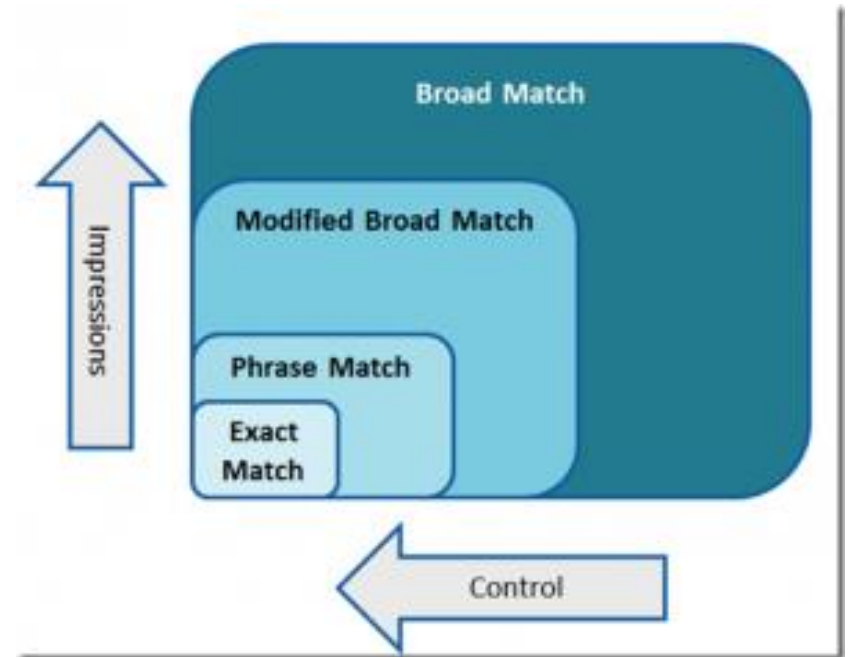 Broad Match
Modified Broad Match
Impressions
Phrase Match
Exact
Match
Control